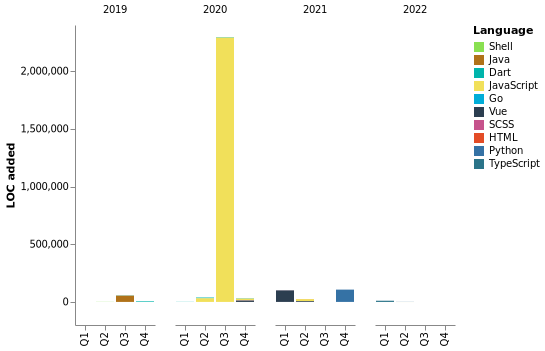 2019 2020 2021 2022
Language
Shell
Java
Dart
JavaScript
Go
Vue
SCSS
HTML
Python
TypeScript
LOC added
2,000,000
1,500,000
1,000,000
500,000
0
Q1 Q2 Q3 Q4 Q1 Q2 Q3 Q4 Q1 Q2 Q3 Q4 Q1 Q2 Q3 Q4